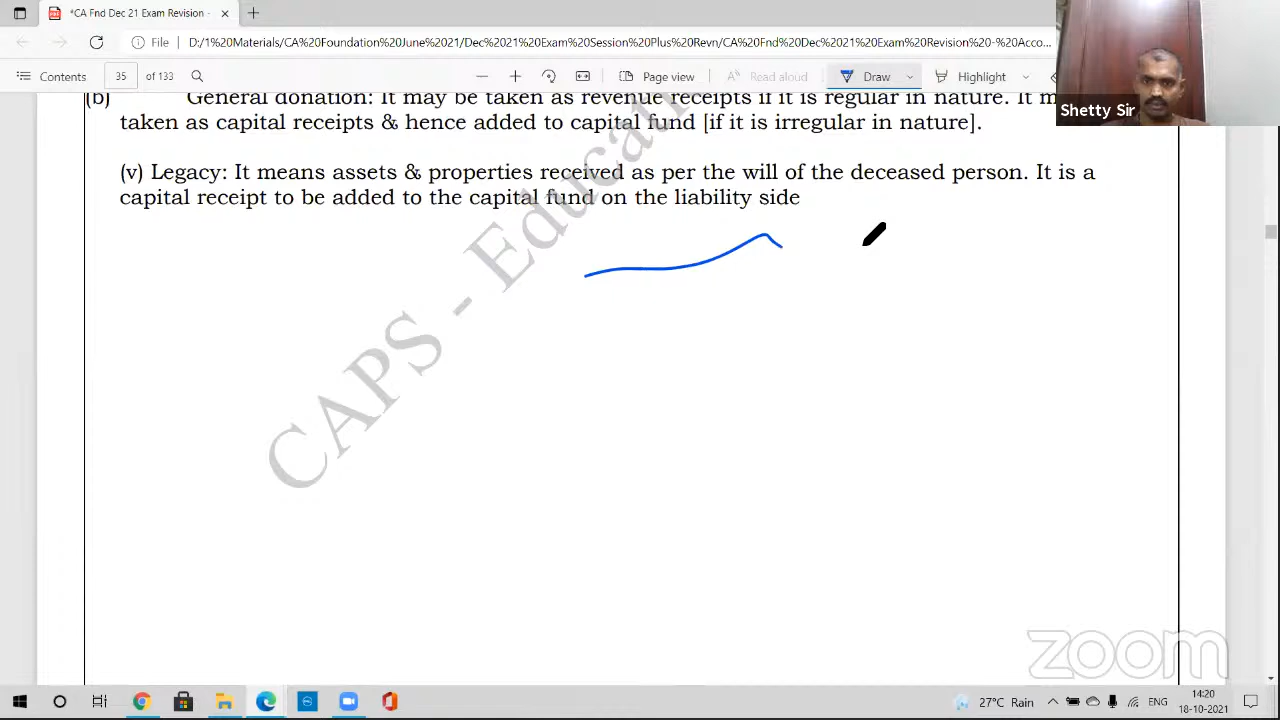 *CA Fnd Dec 21 Exam Revision -
File
D:/1%20Materials/CA%20Foundation%20June%2021/Dec%2021%20Exam%20Session%20Plus%20Revn/CA%20Fnd%20Dec%2021%20Exam%20Revision%20-%20Acco...
Contents
35
of 133
Page view
Read aloud
Draw
Highlight
Shetty Sir
(b) General donation: It may be taken as revenue receipts if it is regular in nature. It m
taken as capital receipts & hence added to capital fund [if it is irregular in nature].
(v) Legacy: It means assets & properties received as per the will of the deceased person. It is a
capital receipt to be added to the capital fund on the liability side
CAPS - Educati
zoom
27°C Rain
ENG
14:20
18-10-2021